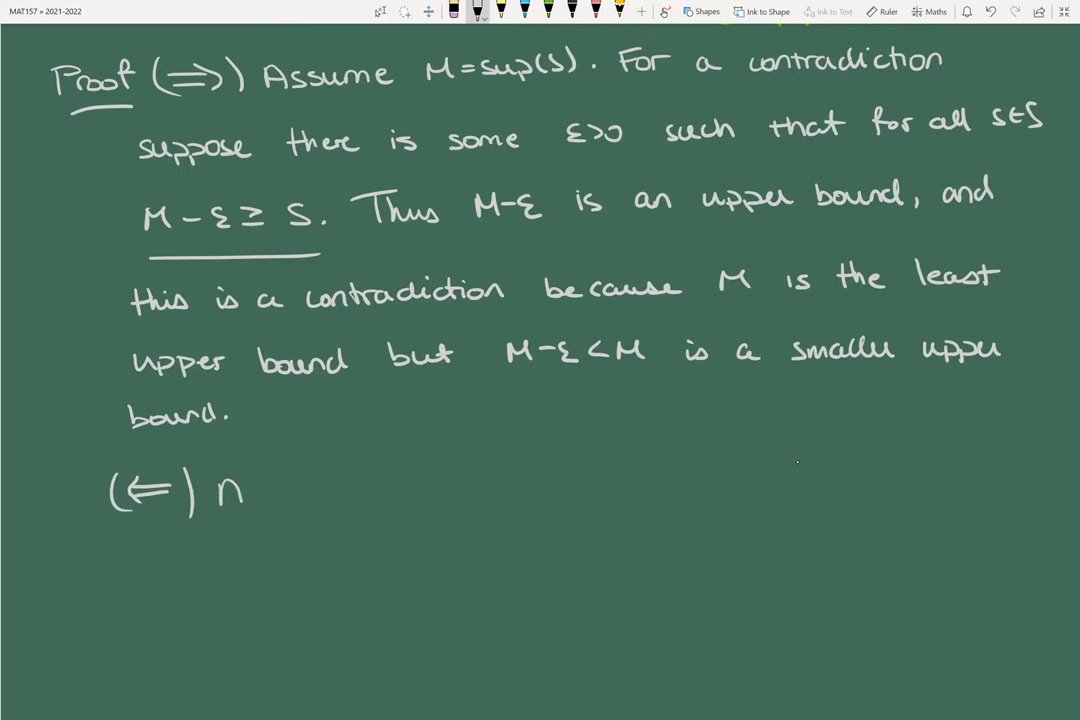 MAT157 » 2021-2022
Shapes Ink to Shape Ink to Text Ruler Maths
Proof (⟹) Assume M = sup(S). For a contradiction
suppose there is some ε>0 such that for all s∈S
M - ε ≥ s. Thus M-ε is an upper bound, and
this is a contradiction because M is the least
upper bound but M-ε < M is a smaller upper
bound.
(⟸) n